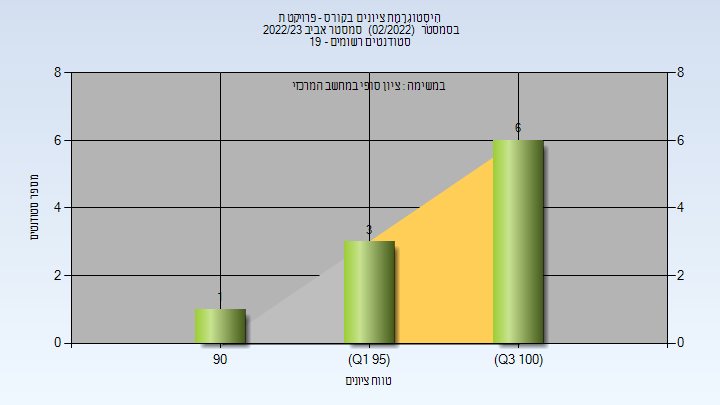 הִיסְטוֹגְרַמַּת ציונים בקורס - פרויקט ת
בסמסטר (02/2022) סמסטר אביב 2022/23
סטודנטים רשומים - 19
במשימה : ציון סופי במחשב המרכזי
8 8
6 6
4 4
2 2
0 0
6
3
מספר סטודנטים
90 (Q1 95) (Q3 100)
טווח ציונים